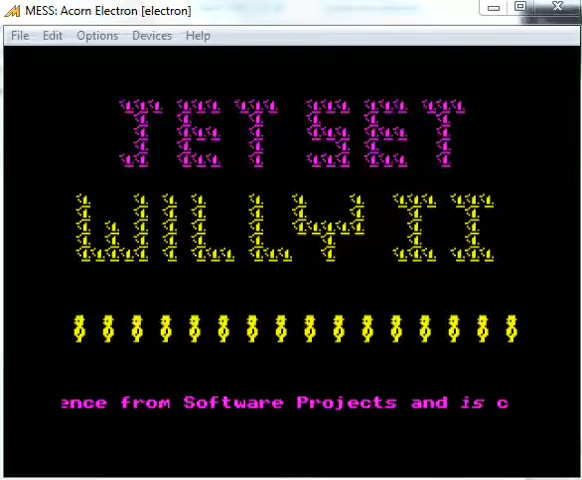 MESS: Acorn Electron [electron]
File Edit Options Devices Help
JET SET
WILLY II
ence from Software Projects and is c